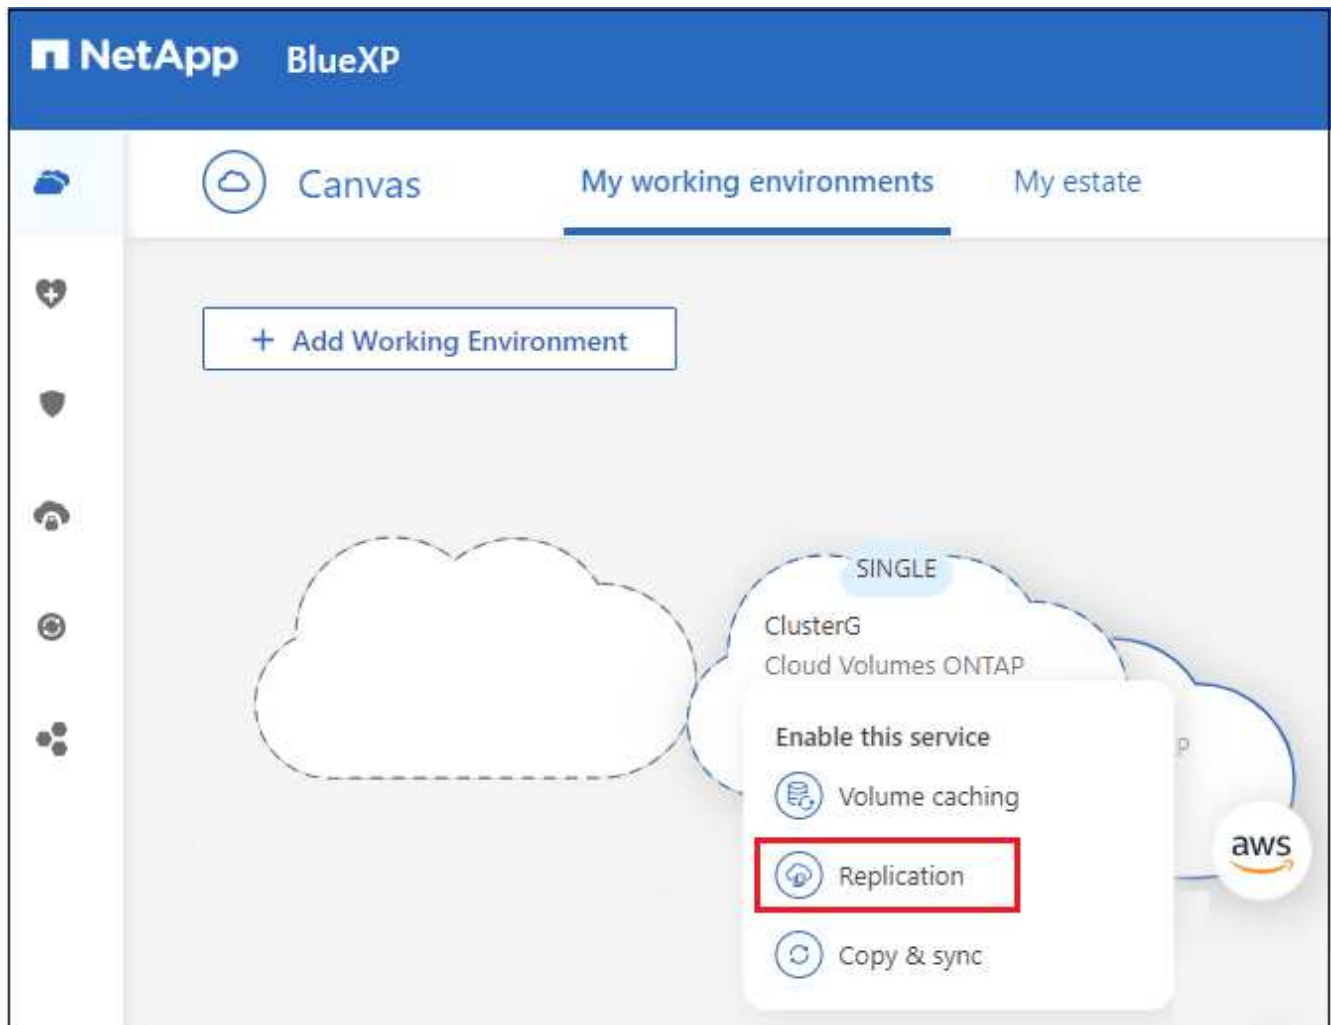 NetApp BlueXP
Canvas My working environments My estate
+ Add Working Environment
SINGLE
ClusterG
Cloud Volumes ONTAP
Enable this service
P
Volume caching
aws
Replication
Copy & sync